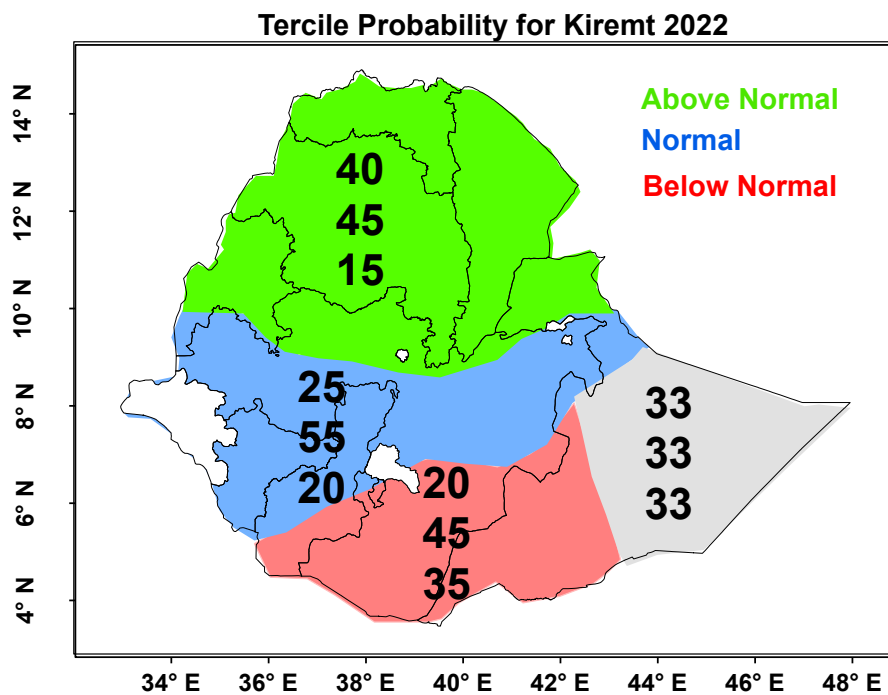 Tercile Probability for Kiremt 2022
Above Normal
Normal
Below Normal
40
45
15
25
55
20
20
45
35
33
33
33
14° N
12° N
10° N
8° N
6° N
4° N
34° E 36° E 38° E 40° E 42° E 44° E 46° E 48° E